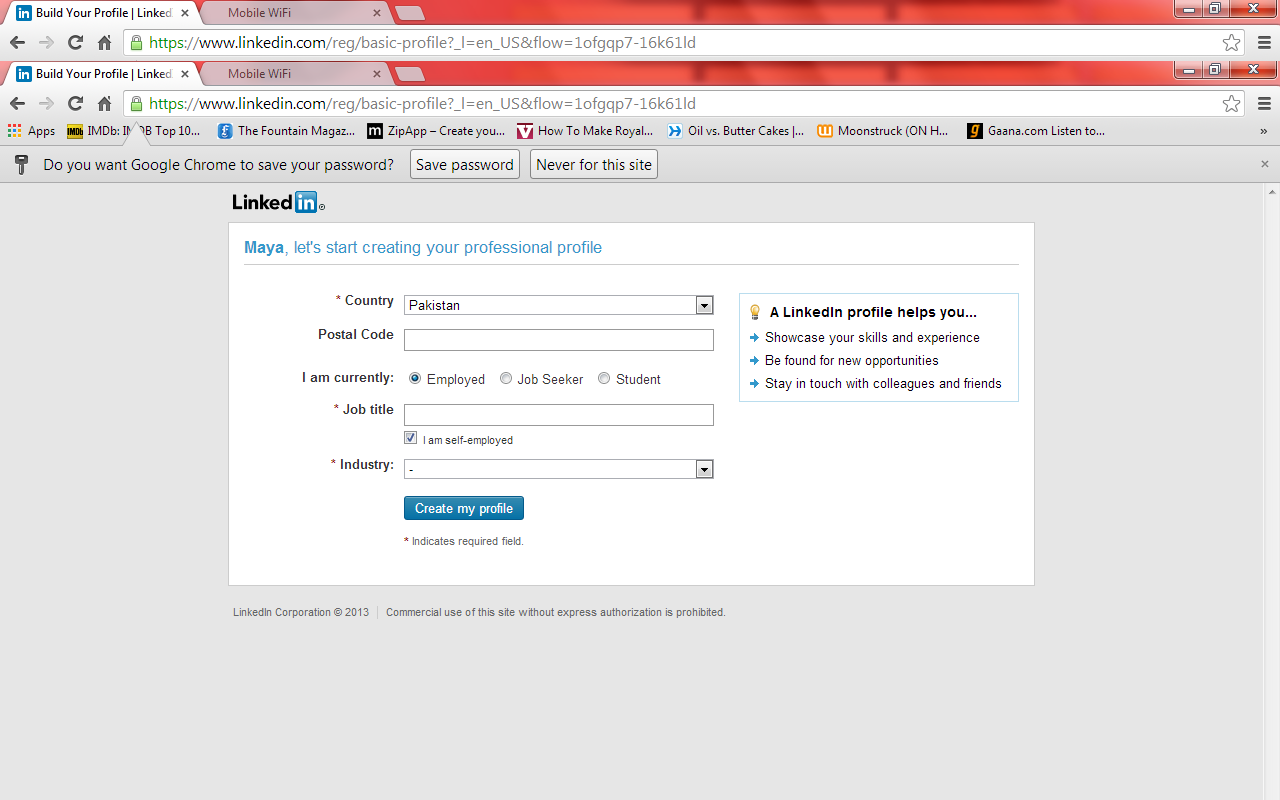 Build Your Profile | Linked
Mobile WiFi
https://www.linkedin.com/reg/basic-profile?_l=en_US&flow=1ofgqp7-16k61ld
Build Your Profile | Linked
Mobile WiFi
https://www.linkedin.com/reg/basic-profile?_l=en_US&flow=1ofgqp7-16k61ld
Apps IMDb: IMDB Top 10... The Fountain Magaz... ZipApp – Create you... How To Make Royal... Oil vs. Butter Cakes |... Moonstruck (ON H... Gaana.com Listen to... »
Do you want Google Chrome to save your password? Save password Never for this site
Linked in ®
Maya, let's start creating your professional profile
* Country Pakistan
Postal Code
I am currently: Employed Job Seeker Student
* Job title
I am self-employed
* Industry: -
Create my profile
* Indicates required field.
A LinkedIn profile helps you...
Showcase your skills and experience
Be found for new opportunities
Stay in touch with colleagues and friends
LinkedIn Corporation © 2013 Commercial use of this site without express authorization is prohibited.